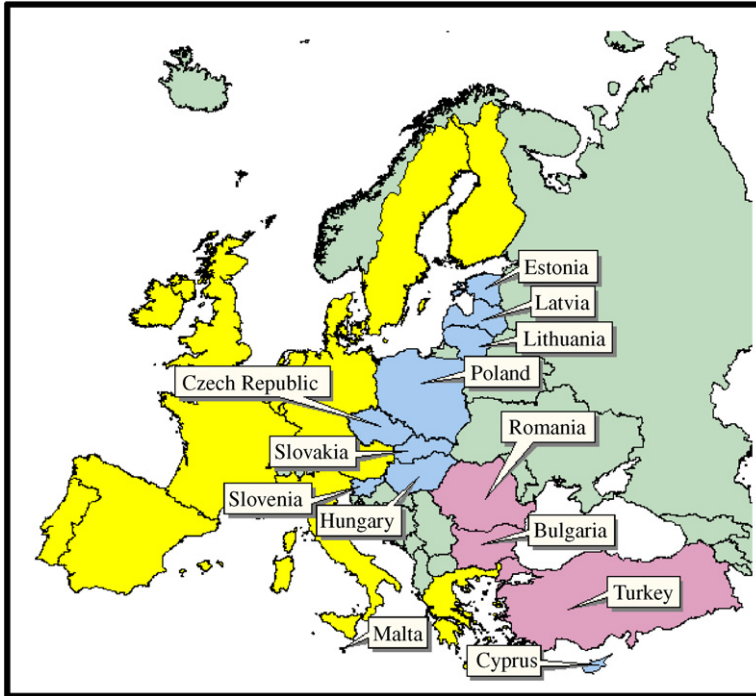 Estonia
Latvia
Lithuania
Poland
Czech Republic
Romania
Slovakia
Slovenia
Hungary
Bulgaria
Turkey
Malta
Cyprus